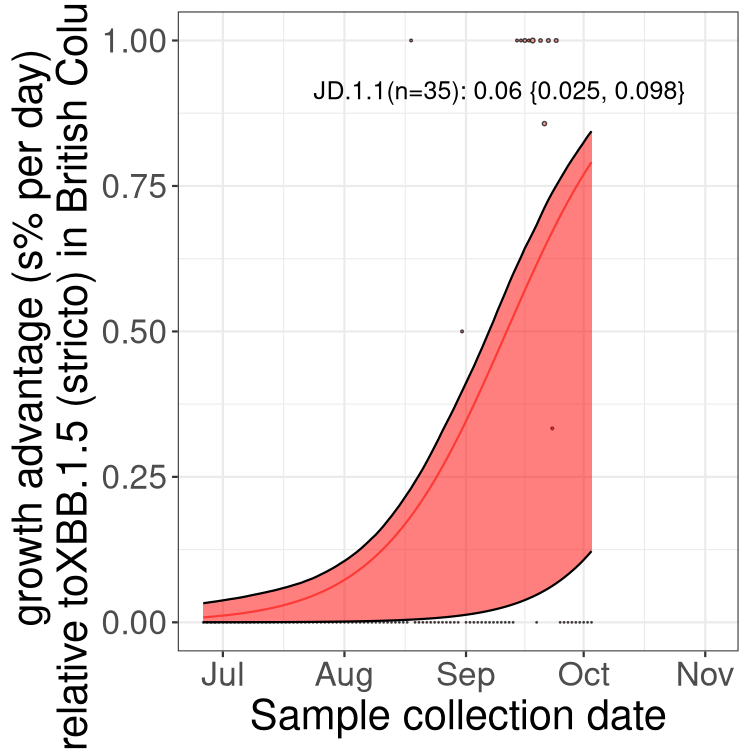 growth advantage (s% per day)
relative toXBB.1.5 (stricto) in British Colu
1.00
0.75
0.50
0.25
0.00
JD.1.1(n=35): 0.06 {0.025, 0.098}
Jul Aug Sep Oct Nov
Sample collection date